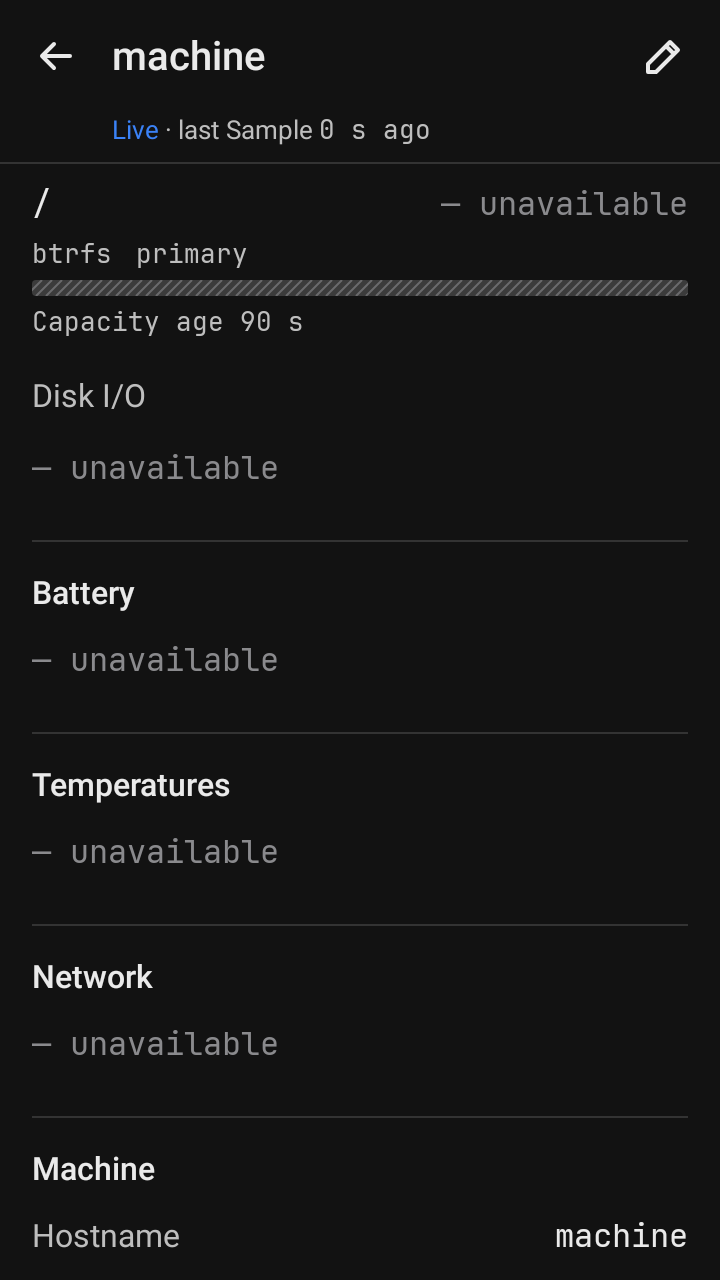 machine
Live · last Sample 0 s ago
/ — unavailable
btrfs primary
Capacity age 90 s
Disk I/O
— unavailable
Battery
— unavailable
Temperatures
— unavailable
Network
— unavailable
Machine
Hostname machine